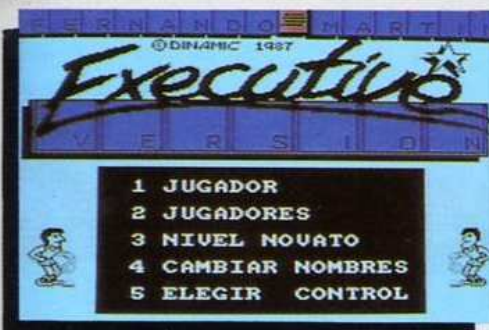 FERNANDO MARTIN
© DINAMIC 1987
Executive
VERSION
1 JUGADOR
2 JUGADORES
3 NIVEL NOVATO
4 CAMBIAR NOMBRES
5 ELEGIR CONTROL